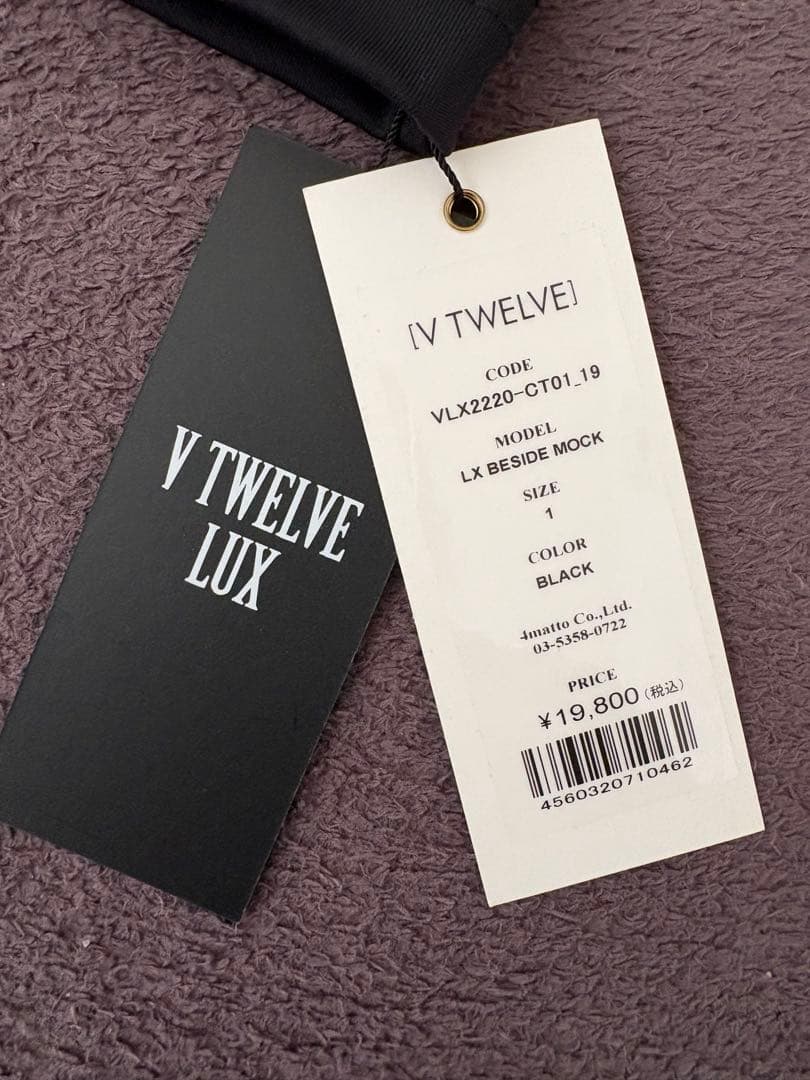 V TWELVE
LUX
[V TWELVE]
CODE
VLX2220-CT01_19
MODEL
LX BESIDE MOCK
SIZE
1
COLOR
BLACK
4matto Co.,Ltd.
03-5358-0722
PRICE
¥19,800(税込)
4560320710462